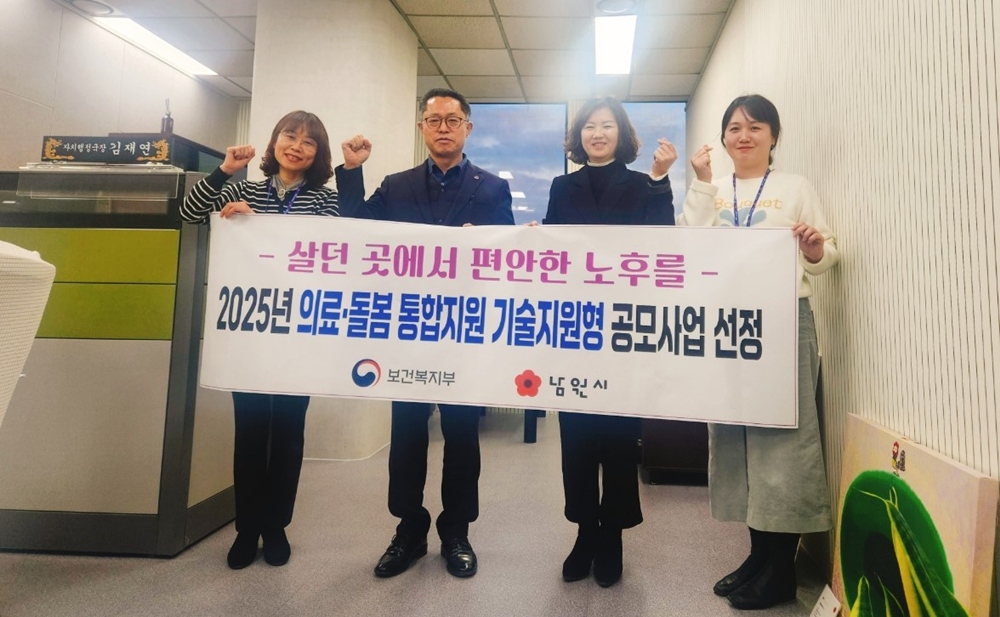 자치행정국장 김재연
- 살던 곳에서 편안한 노후를 -
2025년 의료·돌봄 통합지원 기술지원형 공모사업 선정
보건복지부
남원시
Bouquot